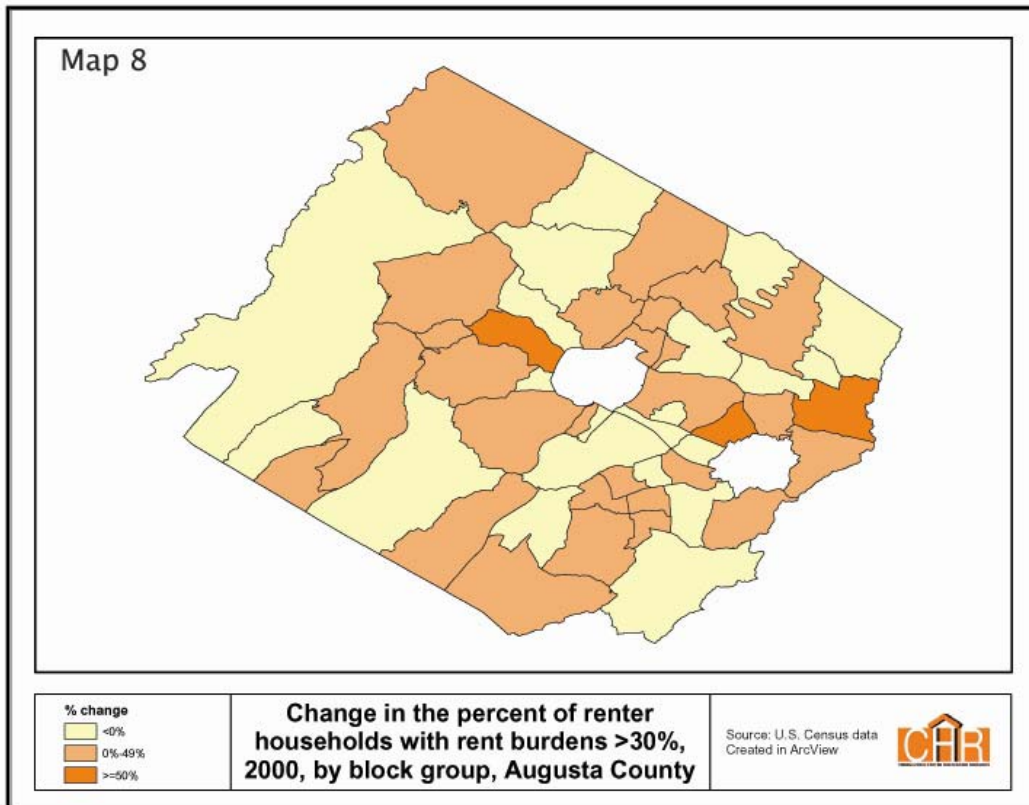 Map 8
% change
<0%
0%-49%
>=50%
Change in the percent of renter
households with rent burdens >30%,
2000, by block group, Augusta County
Source: U.S. Census data
Created in ArcView
CHR